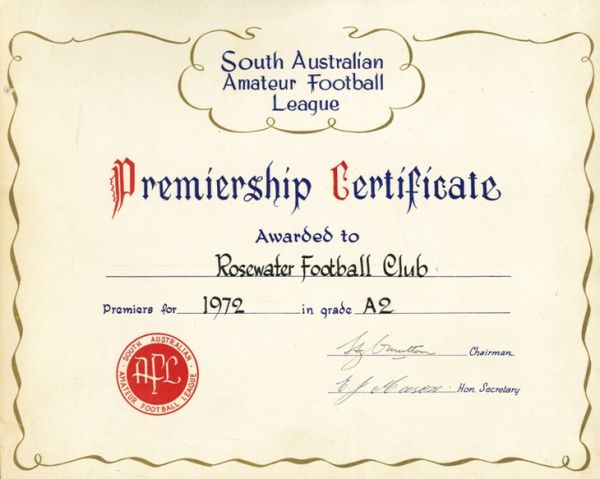 South Australian
Amateur Football
League
Premiership Certificate
Awarded to
Rosewater Football Club
Premiers for 1972 in grade A2
Chairman
Hon. Secretary
SOUTH AUSTRALIAN
AFL
AMATEUR FOOTBALL LEAGUE